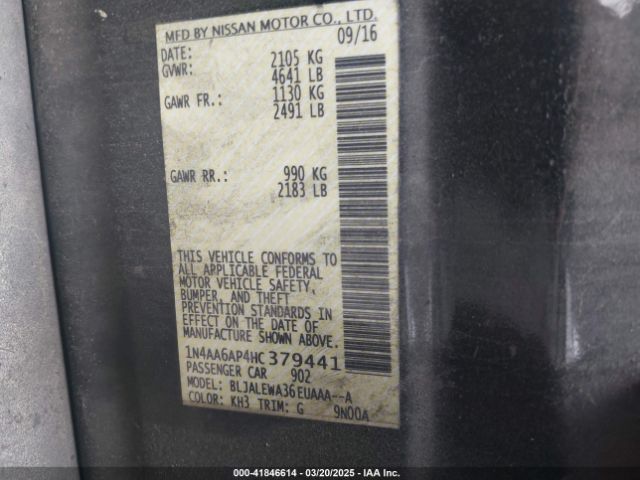 MFD BY NISSAN MOTOR CO., LTD.
DATE: 09/16
GVWR: 2105 KG
4641 LB
GAWR FR.: 1130 KG
2491 LB
GAWR RR.: 990 KG
2183 LB
THIS VEHICLE CONFORMS TO
ALL APPLICABLE FEDERAL
MOTOR VEHICLE SAFETY,
BUMPER, AND THEFT
PREVENTION STANDARDS IN
EFFECT ON THE DATE OF
MANUFACTURE SHOWN ABOVE.
1N4AA6AP4HC379441
PASSENGER CAR 902
MODEL: BLJALEWA36EUAAA--A
COLOR: KH3 TRIM: G 9N00A
000-41846614 - 03/20/2025 - IAA Inc.